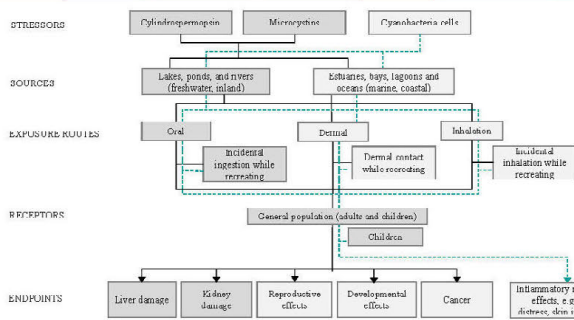 STRESSORS
Cylindrospermopsin
Microcystins
Cyanobacteria cells
SOURCES
Lakes, ponds, and rivers
(freshwater, inland)
Estuaries, bays, lagoons and
oceans (marine, coastal)
EXPOSURE ROUTES
Oral
Dermal
Inhalation
Incidental
ingestion while
recreating
Dermal contact
while recreating
Incidental
inhalation while
recreating
RECEPTORS
General population (adults and children)
Children
ENDPOINTS
Liver damage
Kidney
damage
Reproductive
effects
Developmental
effects
Cancer
Inflammatory
effects, e.g
distress, skin